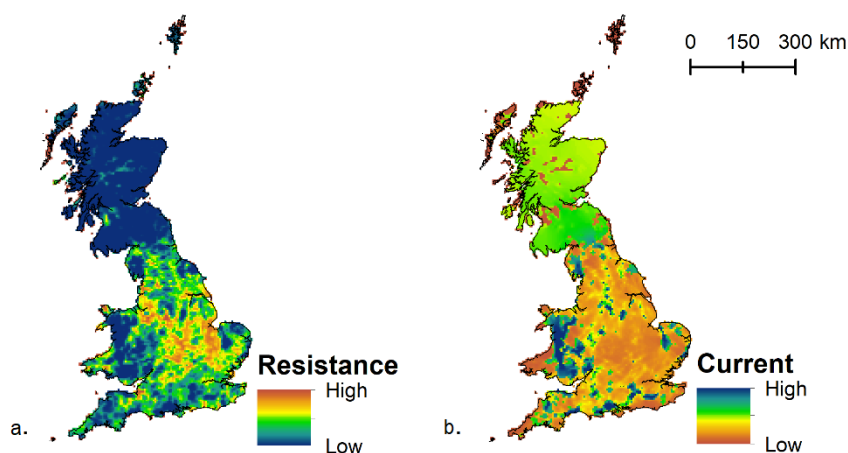 0 150 300 km
Resistance
High
Low
a.
Current
High
Low
b.